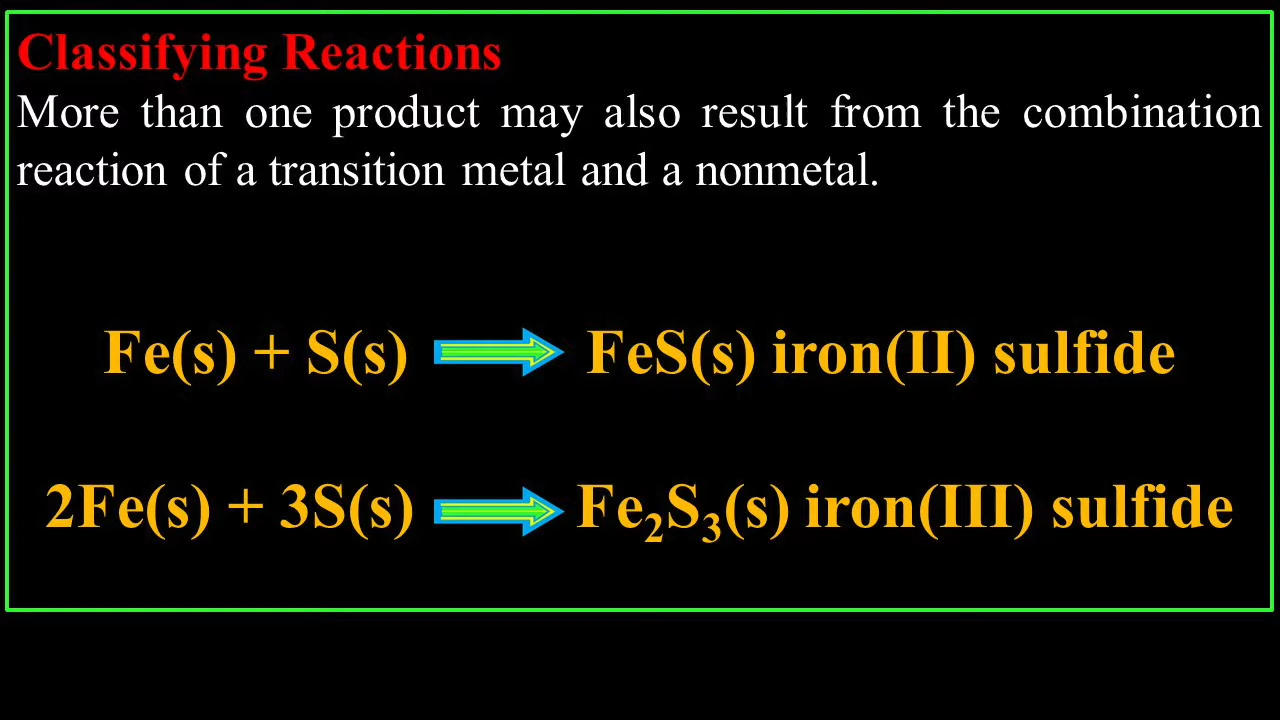 Classifying Reactions
More than one product may also result from the combination
reaction of a transition metal and a nonmetal.
Fe(s) + S(s) FeS(s) iron(II) sulfide
2Fe(s) + 3S(s) Fe₂S₃(s) iron(III) sulfide